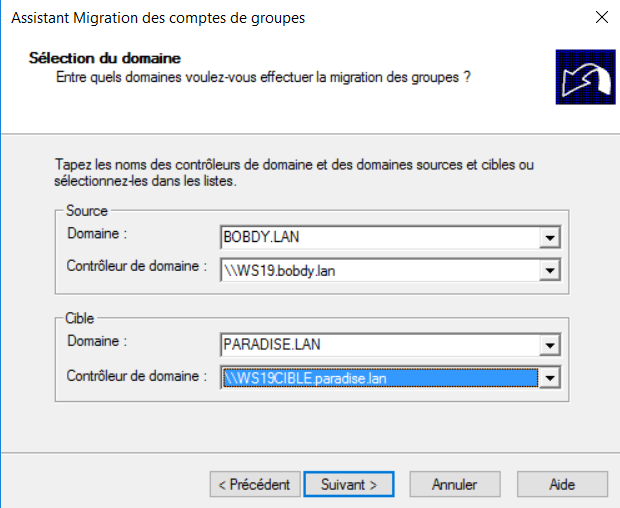 Assistant Migration des comptes de groupes
Sélection du domaine
Entre quels domaines voulez-vous effectuer la migration des groupes ?
Tapez les noms des contrôleurs de domaine et des domaines sources et cibles ou
sélectionnez-les dans les listes.
Source
Domaine :
BOBDY.LAN
Contrôleur de domaine :
\\WS19.bobdy.lan
Cible
Domaine :
PARADISE.LAN
Contrôleur de domaine :
\\WS19CIBLE.paradise.lan
< Précédent
Suivant >
Annuler
Aide